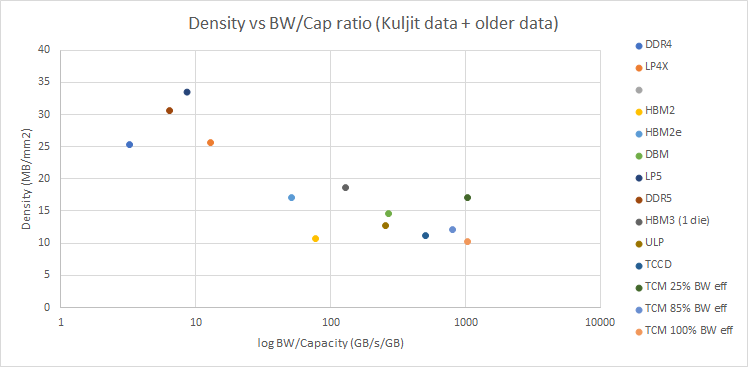 Density vs BW/Cap ratio (Kuljit data + older data)
Density (MB/mm2)
40
35
30
25
20
15
10
5
0
1 10 100 1000 10000
log BW/Capacity (GB/s/GB)
DDR4
LP4X
HBM2
HBM2e
DBM
LP5
DDR5
HBM3 (1 die)
ULP
TCCD
TCM 25% BW eff
TCM 85% BW eff
TCM 100% BW eff